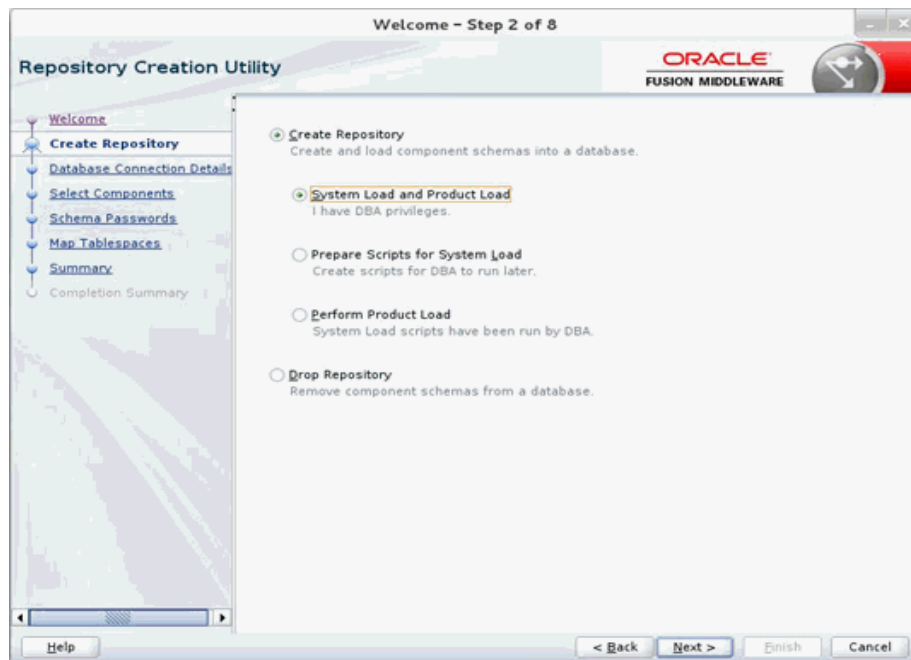 Welcome - Step 2 of 8
Repository Creation Utility
ORACLE
FUSION MIDDLEWARE
Welcome
Create Repository
Database Connection Details
Select Components
Schema Passwords
Map Tablespaces
Summary
Completion Summary
Create Repository
Create and load component schemas into a database.
System Load and Product Load
I have DBA privileges.
Prepare Scripts for System Load
Create scripts for DBA to run later.
Perform Product Load
System Load scripts have been run by DBA.
Drop Repository
Remove component schemas from a database.
Help
< Back
Next >
Finish
Cancel